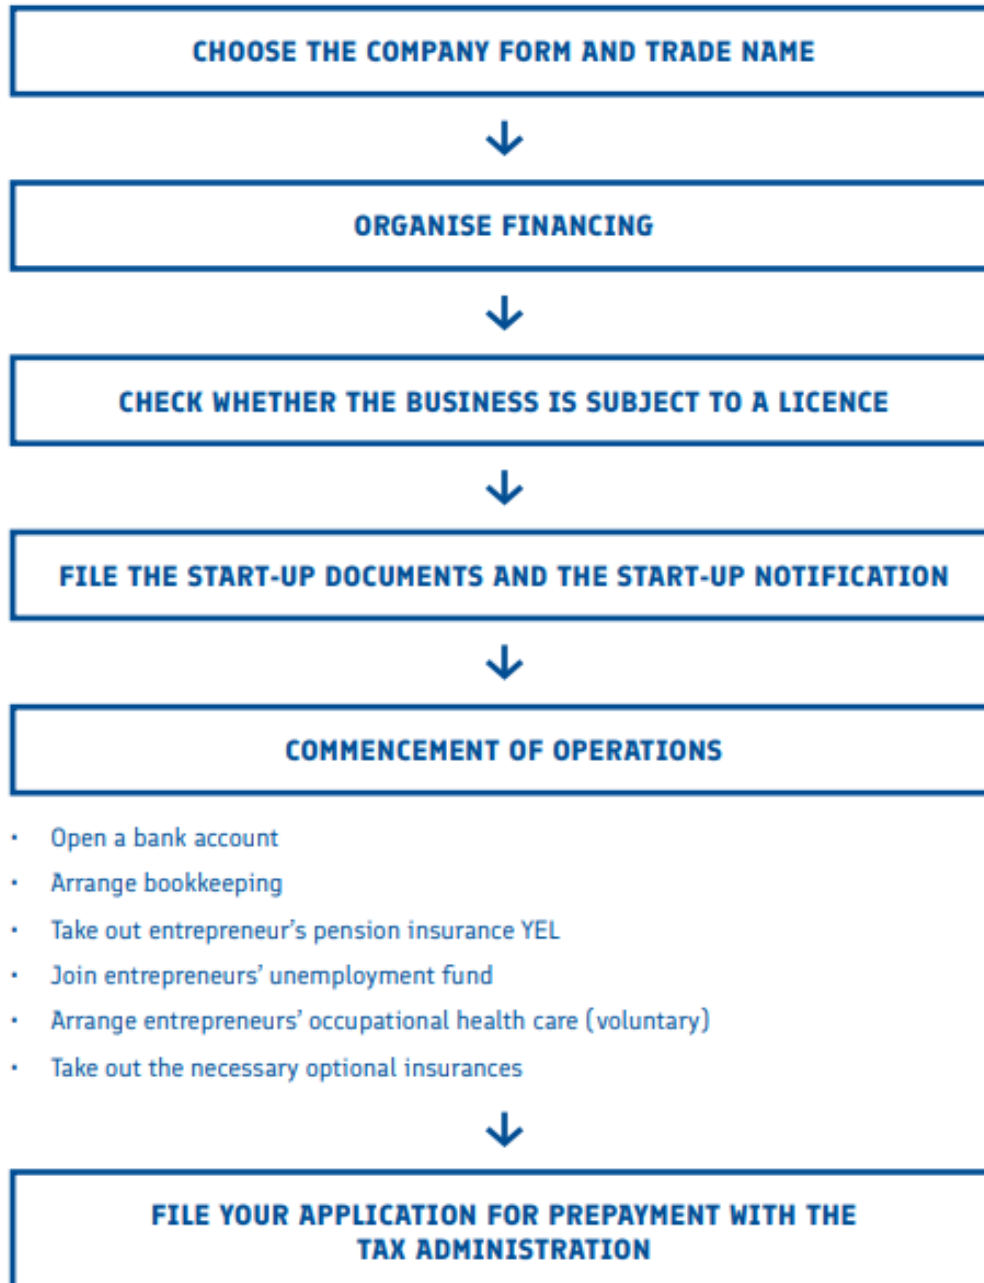 CHOOSE THE COMPANY FORM AND TRADE NAME
ORGANISE FINANCING
CHECK WHETHER THE BUSINESS IS SUBJECT TO A LICENCE
FILE THE START-UP DOCUMENTS AND THE START-UP NOTIFICATION
COMMENCEMENT OF OPERATIONS
• Open a bank account
• Arrange bookkeeping
• Take out entrepreneur’s pension insurance YEL
• Join entrepreneurs’ unemployment fund
• Arrange entrepreneurs’ occupational health care (voluntary)
• Take out the necessary optional insurances
FILE YOUR APPLICATION FOR PREPAYMENT WITH THE
TAX ADMINISTRATION